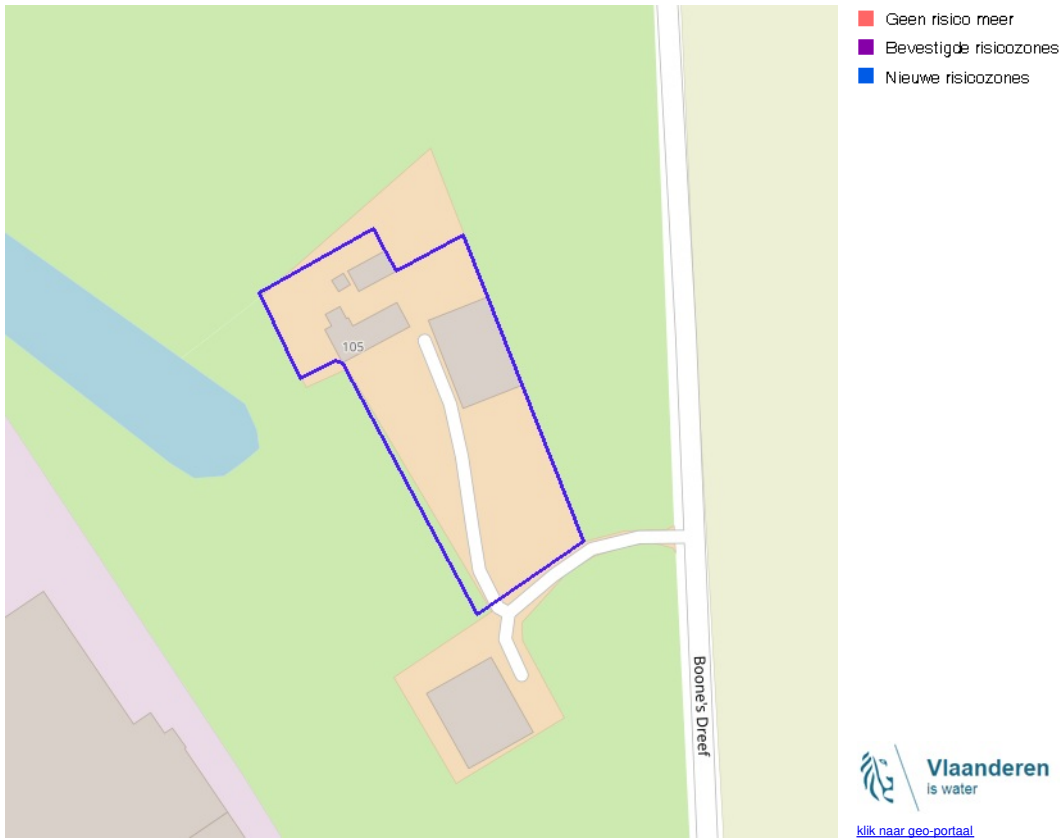 Geen risico meer
Bevestigde risicozones
Nieuwe risicozones
105
Boone's Dreef
Vlaanderen
is water
klik naar geo-portaal